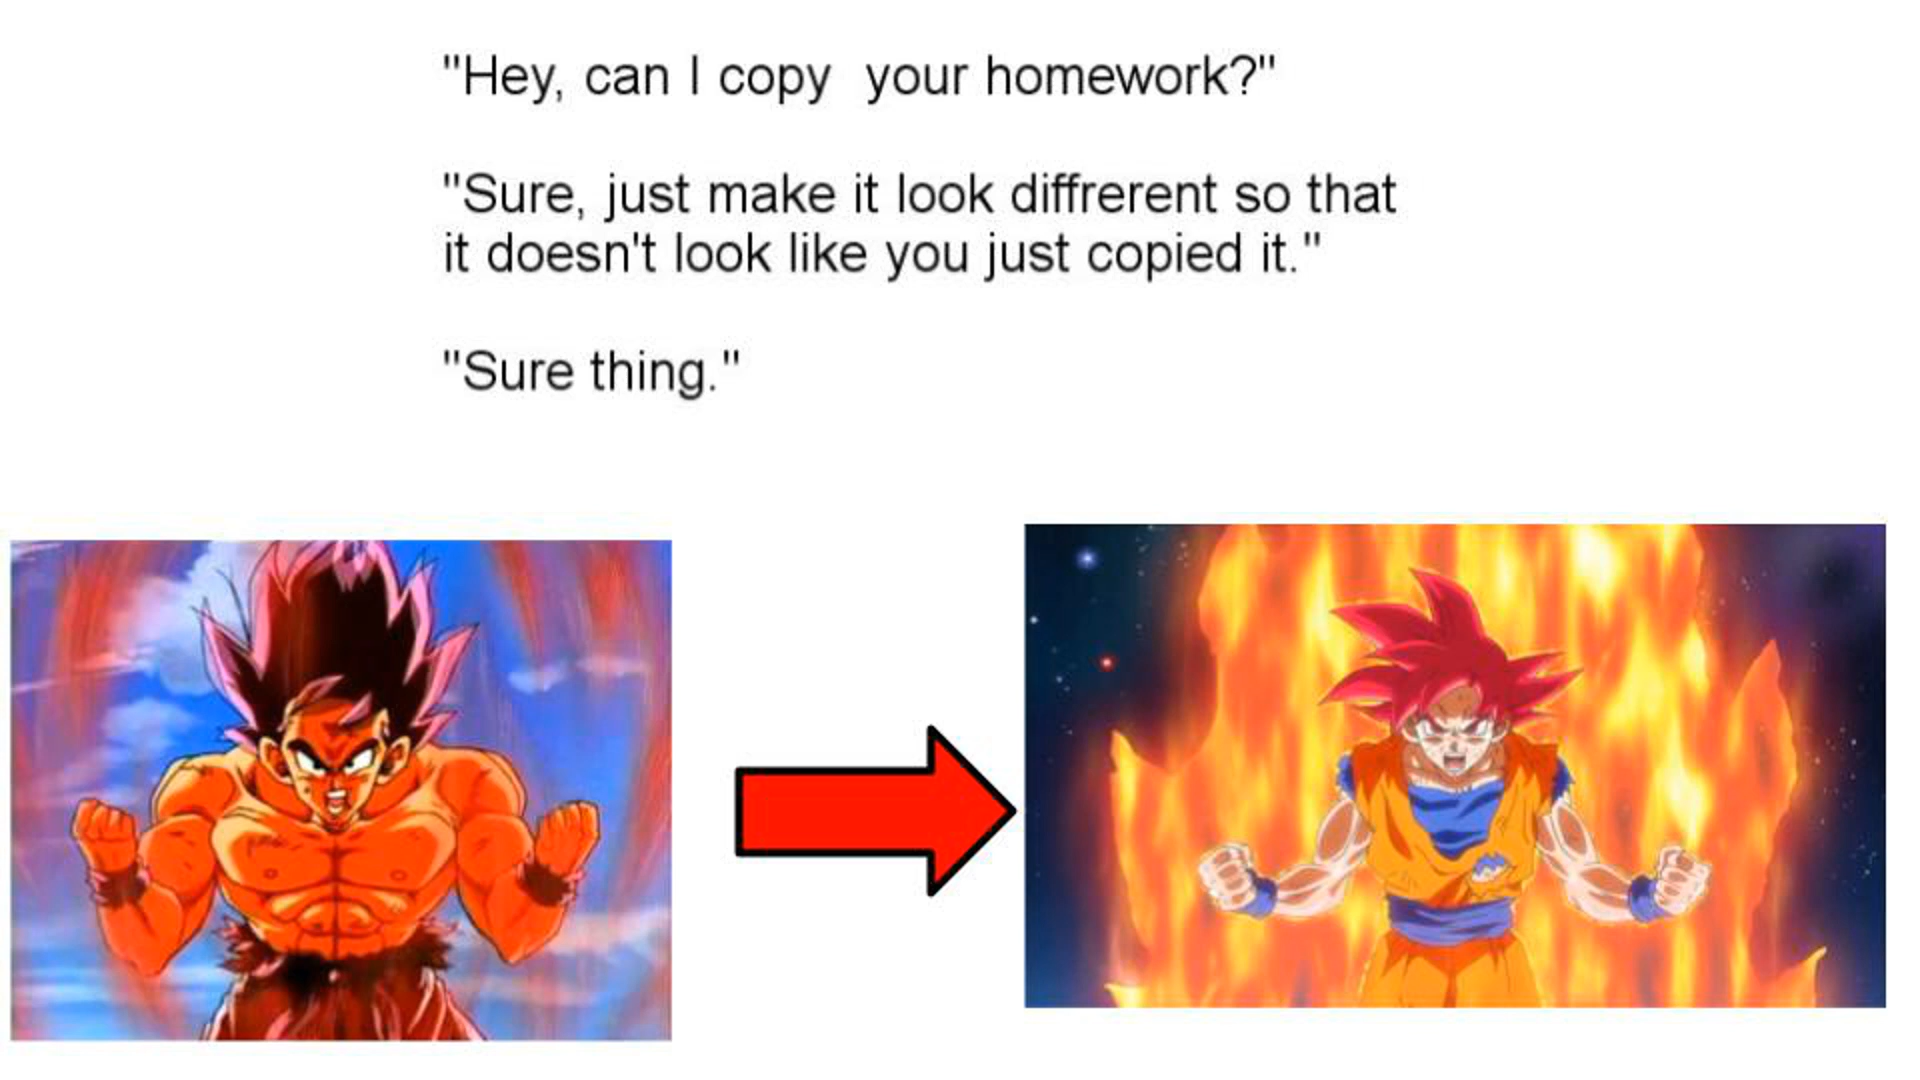 "Hey, can I copy  your homework?"
"Sure, just make it look diffrerent so that
it doesn't look like you just copied it."
"Sure thing."